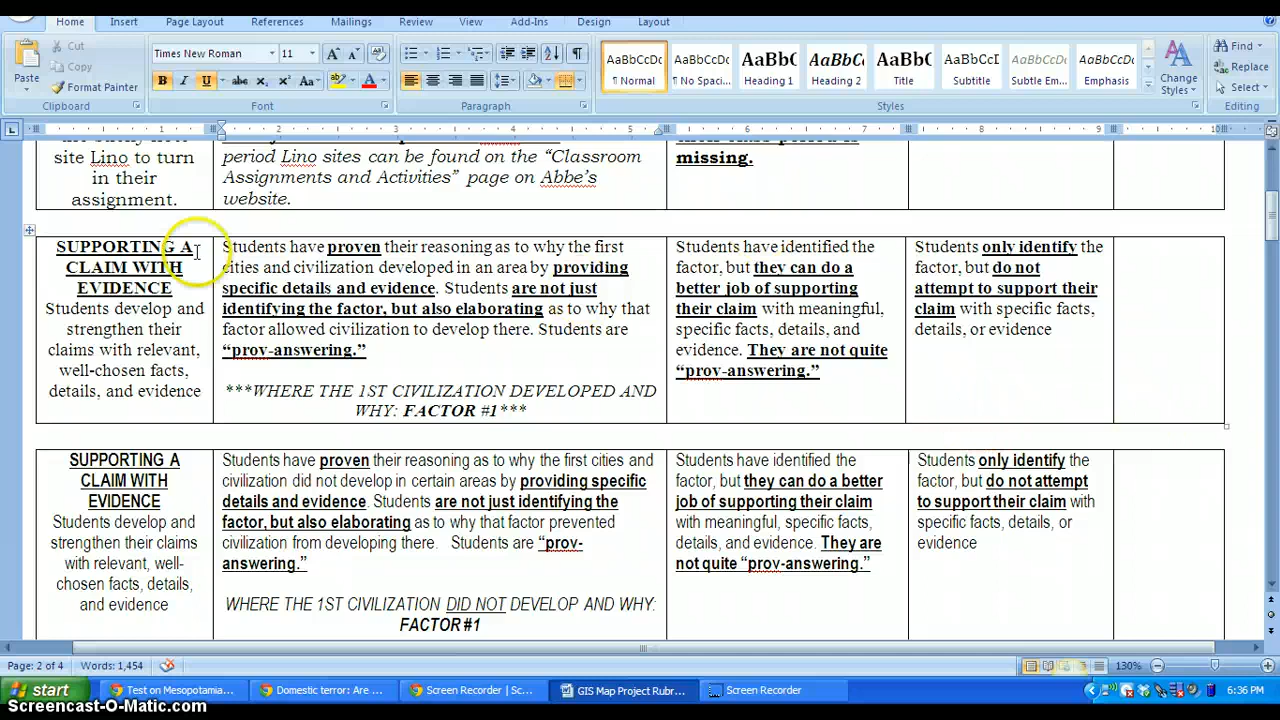 Home Insert Page Layout References Mailings Review View Add-Ins Design Layout
Paste
Cut
Copy
Format Painter
Clipboard
Times New Roman 11
Font
Paragraph
AaBbCcDc AaBbCcDc AaBbC AaBbCc AaBbC AaBbCcI AaBbCcDc AaBbCcDc
¶ Normal ¶ No Spaci... Heading 1 Heading 2 Title Subtitle Subtle Em... Emphasis
Change
Styles
Styles
Find
Replace
Select
Editing
1 2 3 4 5 6 7 8 9 10
site Lino to turn
in their
assignment.
period Lino sites can be found on the “Classroom
Assignments and Activities” page on Abbe’s
website.
their class period is
missing.
SUPPORTING A
CLAIM WITH
EVIDENCE
Students develop and
strengthen their
claims with relevant,
well-chosen facts,
details, and evidence
Students have proven their reasoning as to why the first
cities and civilization developed in an area by providing
specific details and evidence. Students are not just
identifying the factor, but also elaborating as to why that
factor allowed civilization to develop there. Students are
“prov-answering.”
***WHERE THE 1ST CIVILIZATION DEVELOPED AND
WHY: FACTOR #1***
Students have identified the
factor, but they can do a
better job of supporting
their claim with meaningful,
specific facts, details, and
evidence. They are not quite
“prov-answering.”
Students only identify the
factor, but do not
attempt to support their
claim with specific facts,
details, or evidence
SUPPORTING A
CLAIM WITH
EVIDENCE
Students develop and
strengthen their claims
with relevant, well-
chosen facts, details,
and evidence
Students have proven their reasoning as to why the first cities and
civilization did not develop in certain areas by providing specific
details and evidence. Students are not just identifying the
factor, but also elaborating as to why that factor prevented
civilization from developing there. Students are “prov-
answering.”
WHERE THE 1ST CIVILIZATION DID NOT DEVELOP AND WHY:
FACTOR #1
Students have identified the
factor, but they can do a better
job of supporting their claim
with meaningful, specific facts,
details, and evidence. They are
not quite “prov-answering.”
Students only identify the
factor, but do not attempt
to support their claim with
specific facts, details, or
evidence
Page: 2 of 4 Words: 1,454 130%
start Test on Mesopotamia... Domestic terror: Are ... Screen Recorder | Sc... GIS Map Project Rubr... Screen Recorder 6:36 PM
Screencast-O-Matic.com